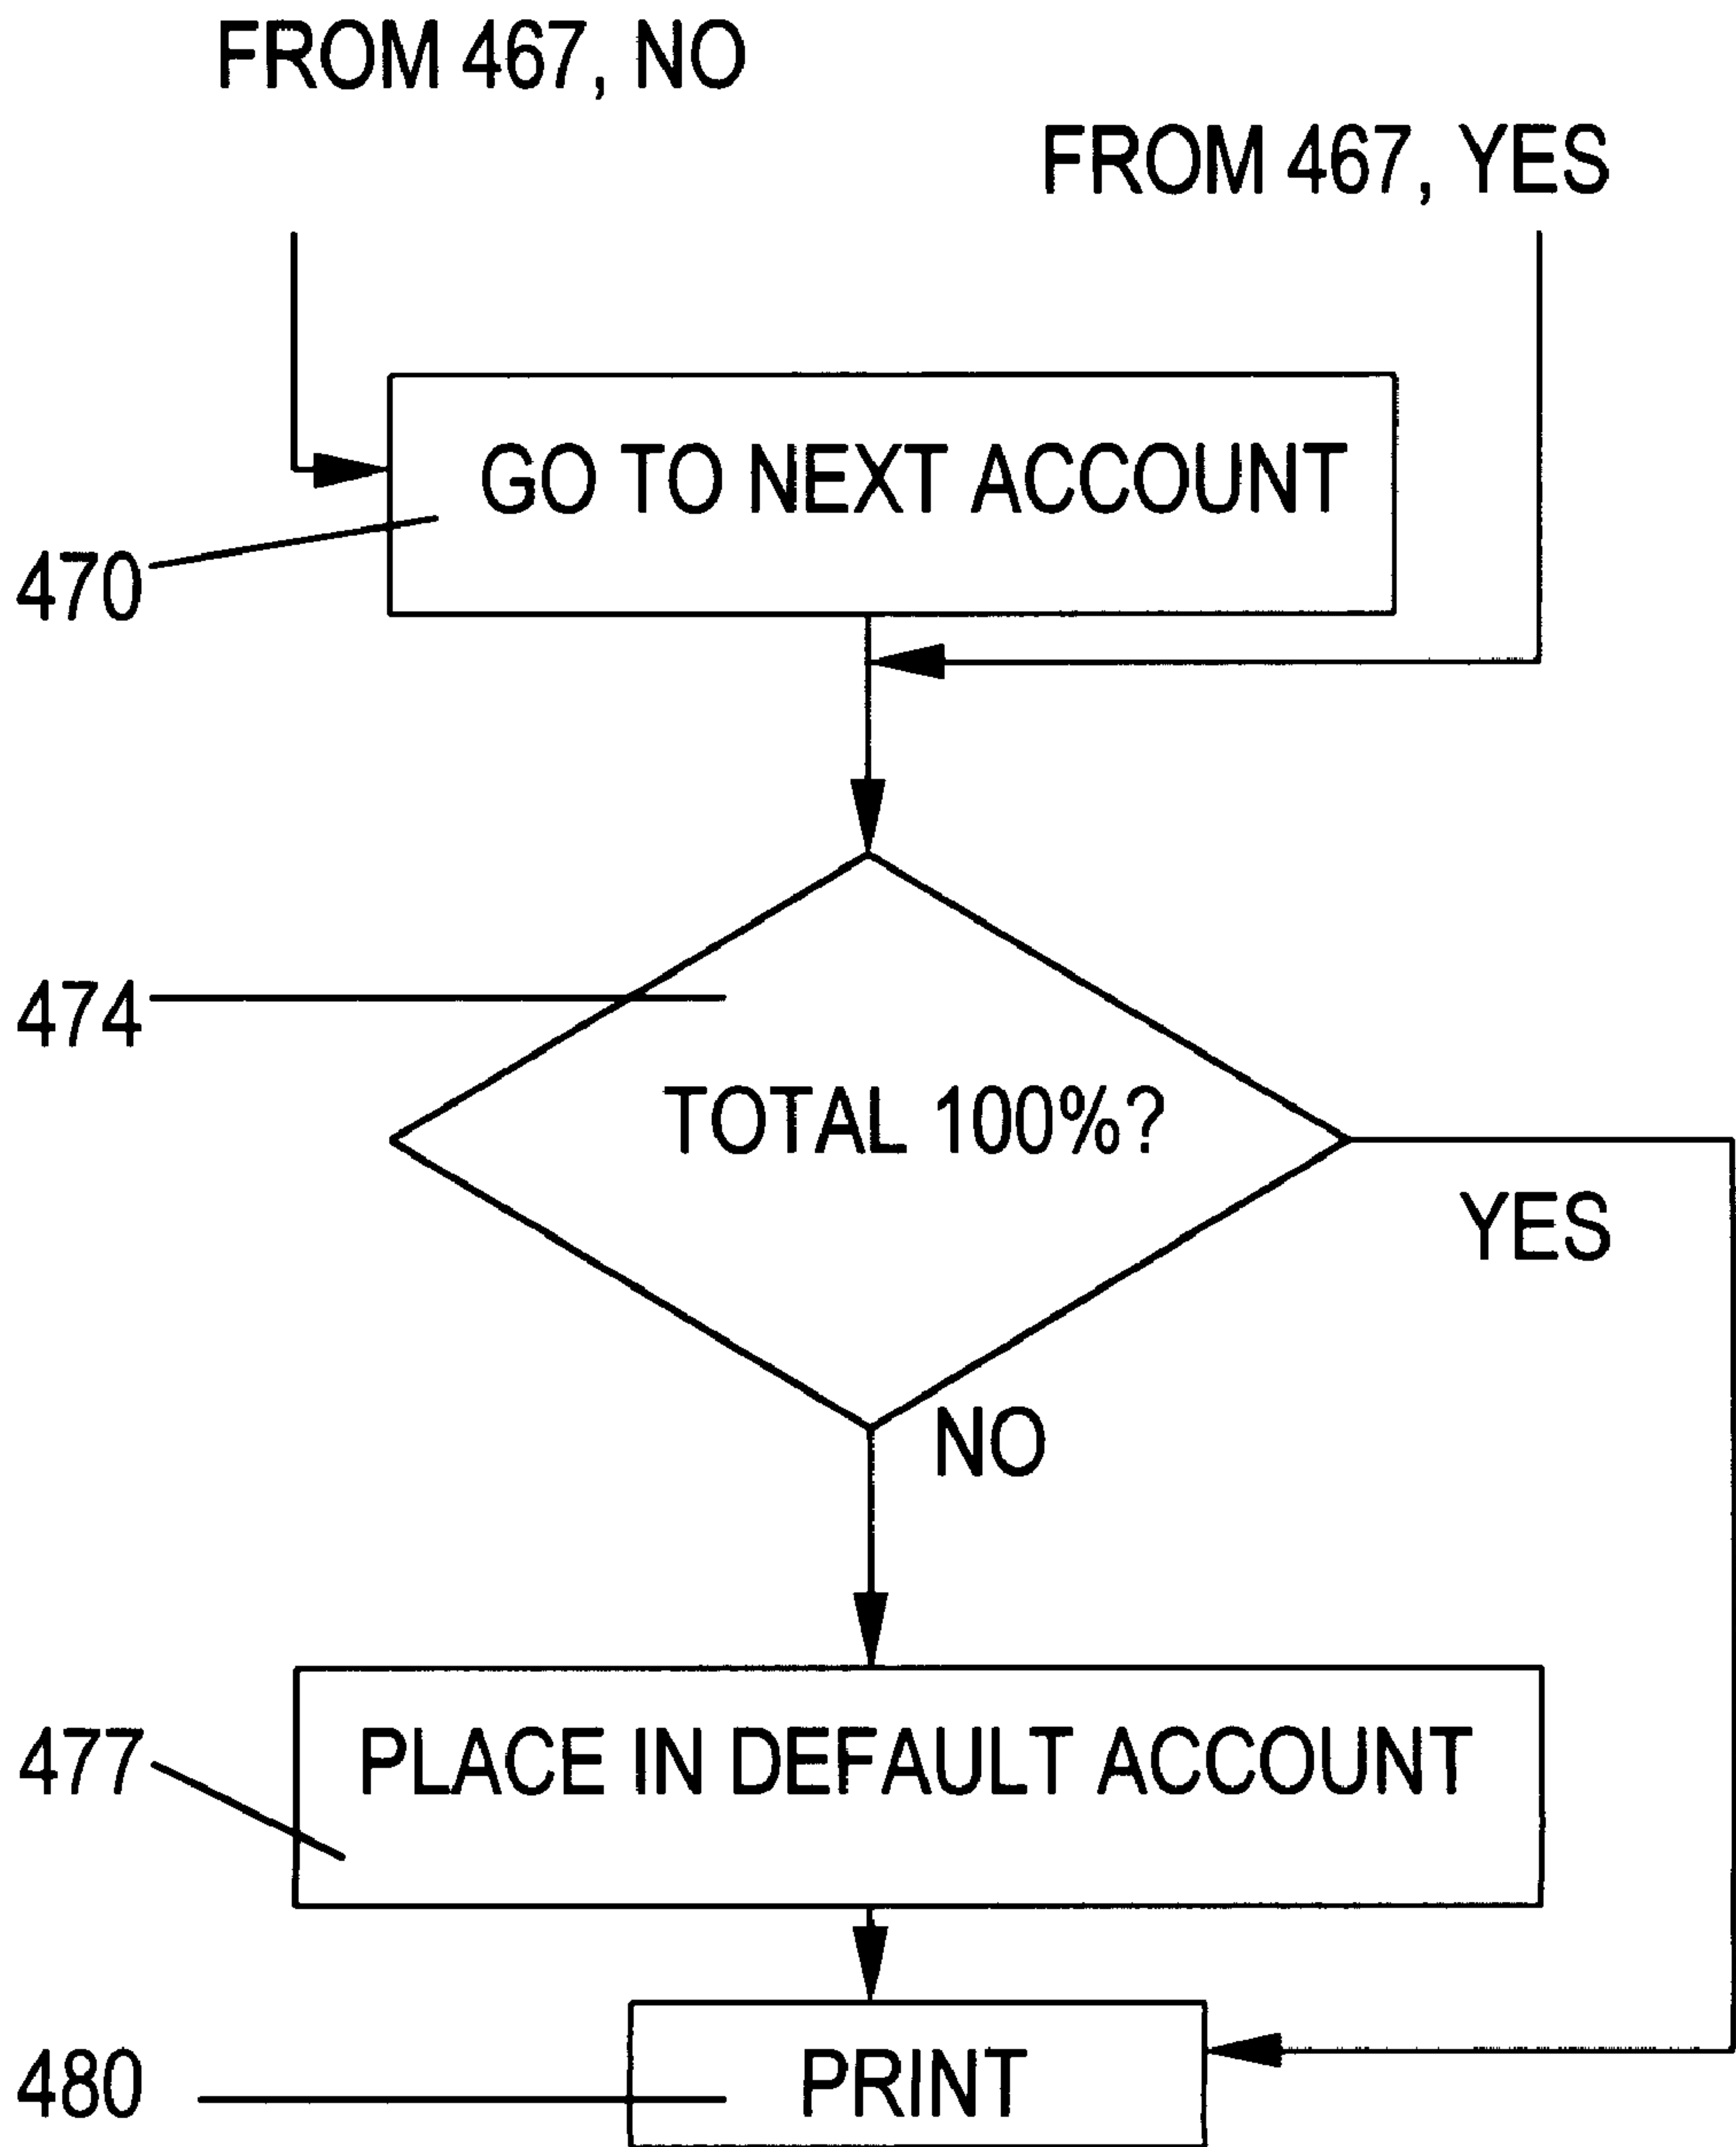 FROM 467, NO
FROM 467, YES
GO TO NEXT ACCOUNT
470
474
TOTAL 100%?
YES
NO
477
PLACE IN DEFAULT ACCOUNT
480
PRINT